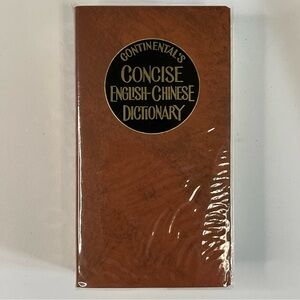 CONTINENTAL'S
CONCISE
ENGLISH-CHINESE
DICTIONARY